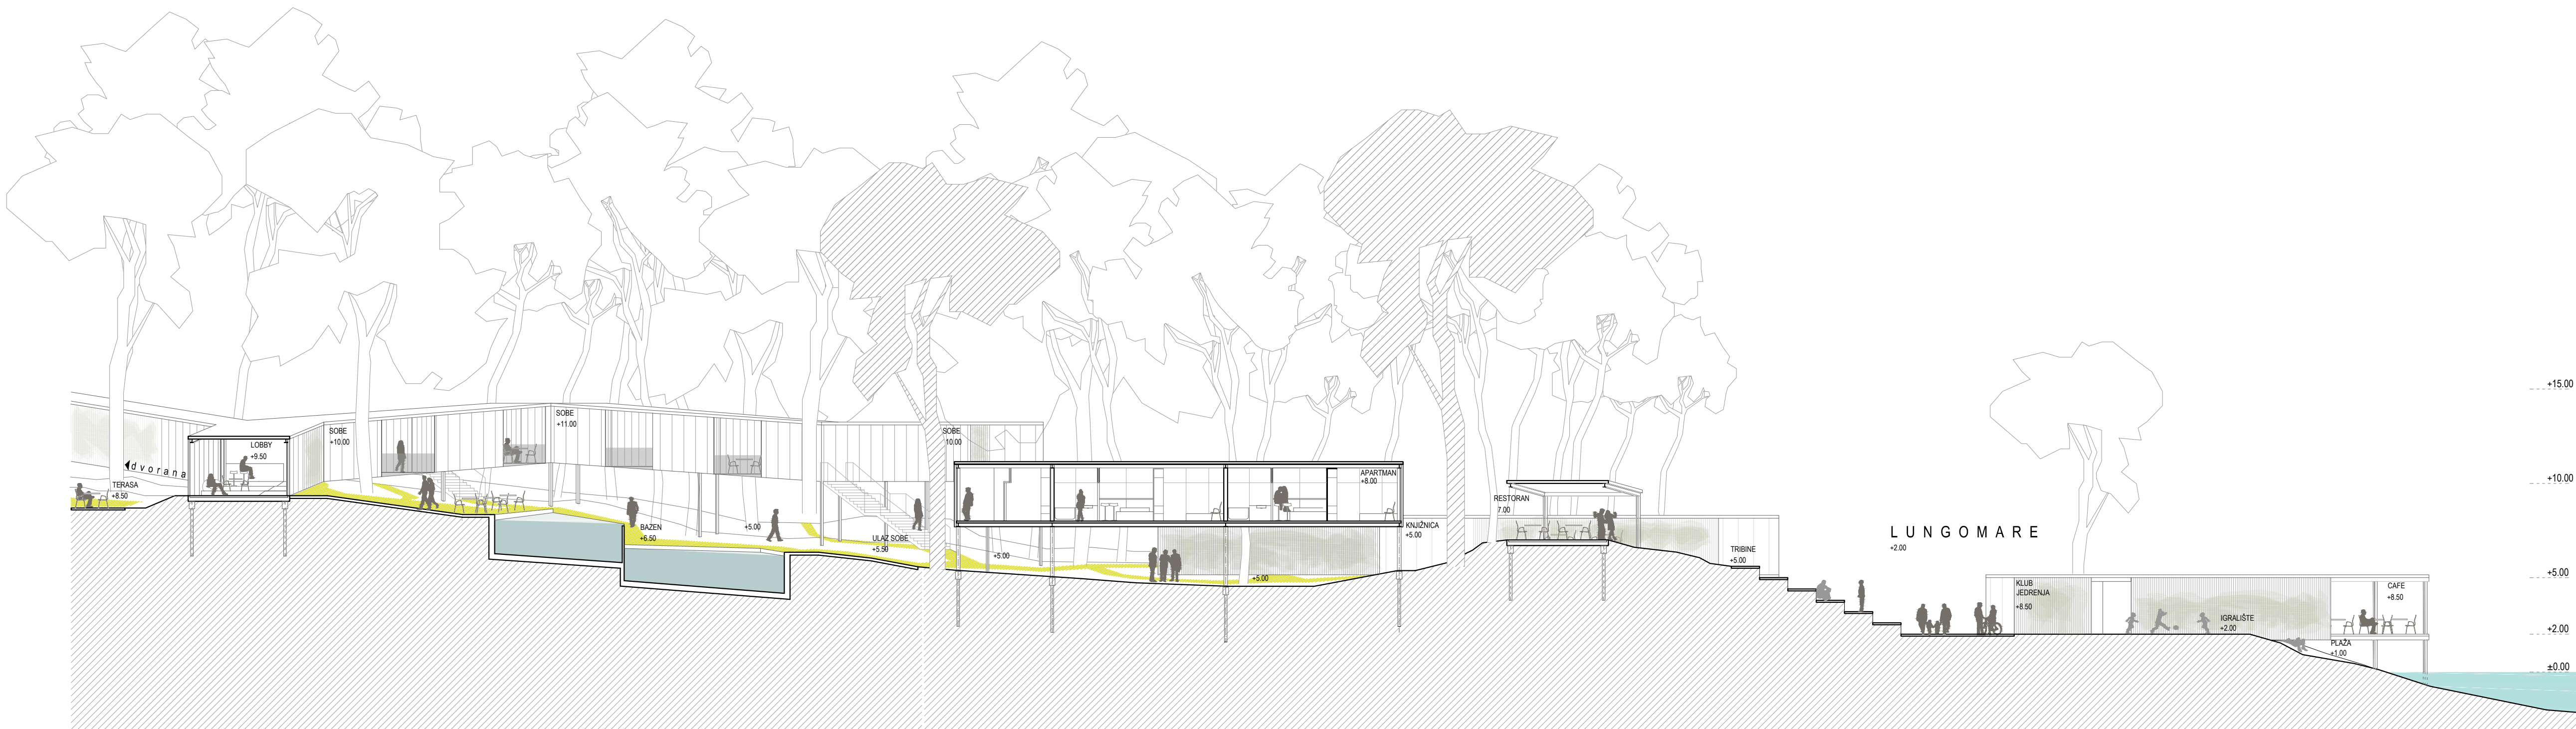 dvorana
TERASA
+8.50
LOBBY
+9.50
SOBE
+10.00
SOBE
+11.00
BAZEN
+6.50
+5.00
ULAZ SOBE
+5.50
SOBE
10.00
+5.00
+5.00
APARTMAN
+8.00
KNJIŽNICA
+5.00
RESTORAN
7.00
TRIBINE
+5.00
LUNGOMARE
+2.00
KLUB
JEDRENJA
+8.50
IGRALIŠTE
+2.00
PLAŽA
+1.00
CAFE
+8.50
+15.00
+10.00
+5.00
+2.00
±0.00